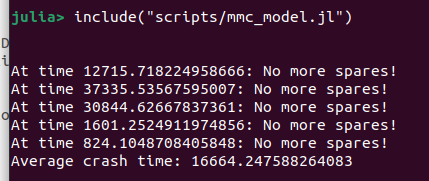 julia> include("scripts/mmc_model.jl")
At time 12715.718224958666: No more spares!
At time 37335.53567595007: No more spares!
At time 30844.62667837361: No more spares!
At time 1601.2524911974856: No more spares!
At time 824.1048708405848: No more spares!
Average crash time: 16664.247588264083